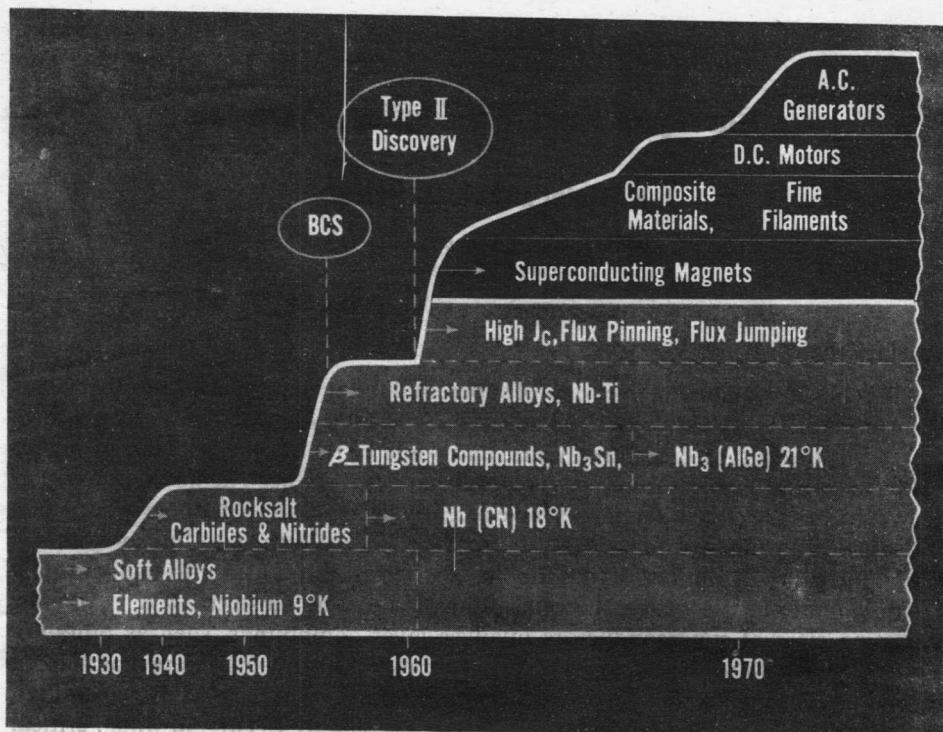 A.C.
Generators
Type II
Discovery
D.C. Motors
Composite Fine
Materials, Filaments
BCS
Superconducting Magnets
High JC, Flux Pinning, Flux Jumping
Refractory Alloys, Nb-Ti
β-Tungsten Compounds, Nb3Sn, Nb3 (AlGe) 21°K
Rocksalt
Carbides & Nitrides
Nb (CN) 18°K
Soft Alloys
Elements, Niobium 9°K
1930 1940 1950 1960 1970